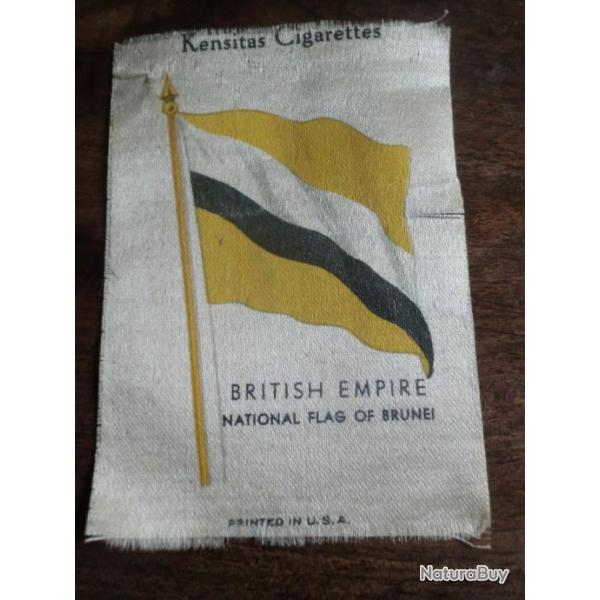 Kensitas Cigarettes
BRITISH EMPIRE
NATIONAL FLAG OF BRUNEI
PRINTED IN U.S.A.
NaturaBuy